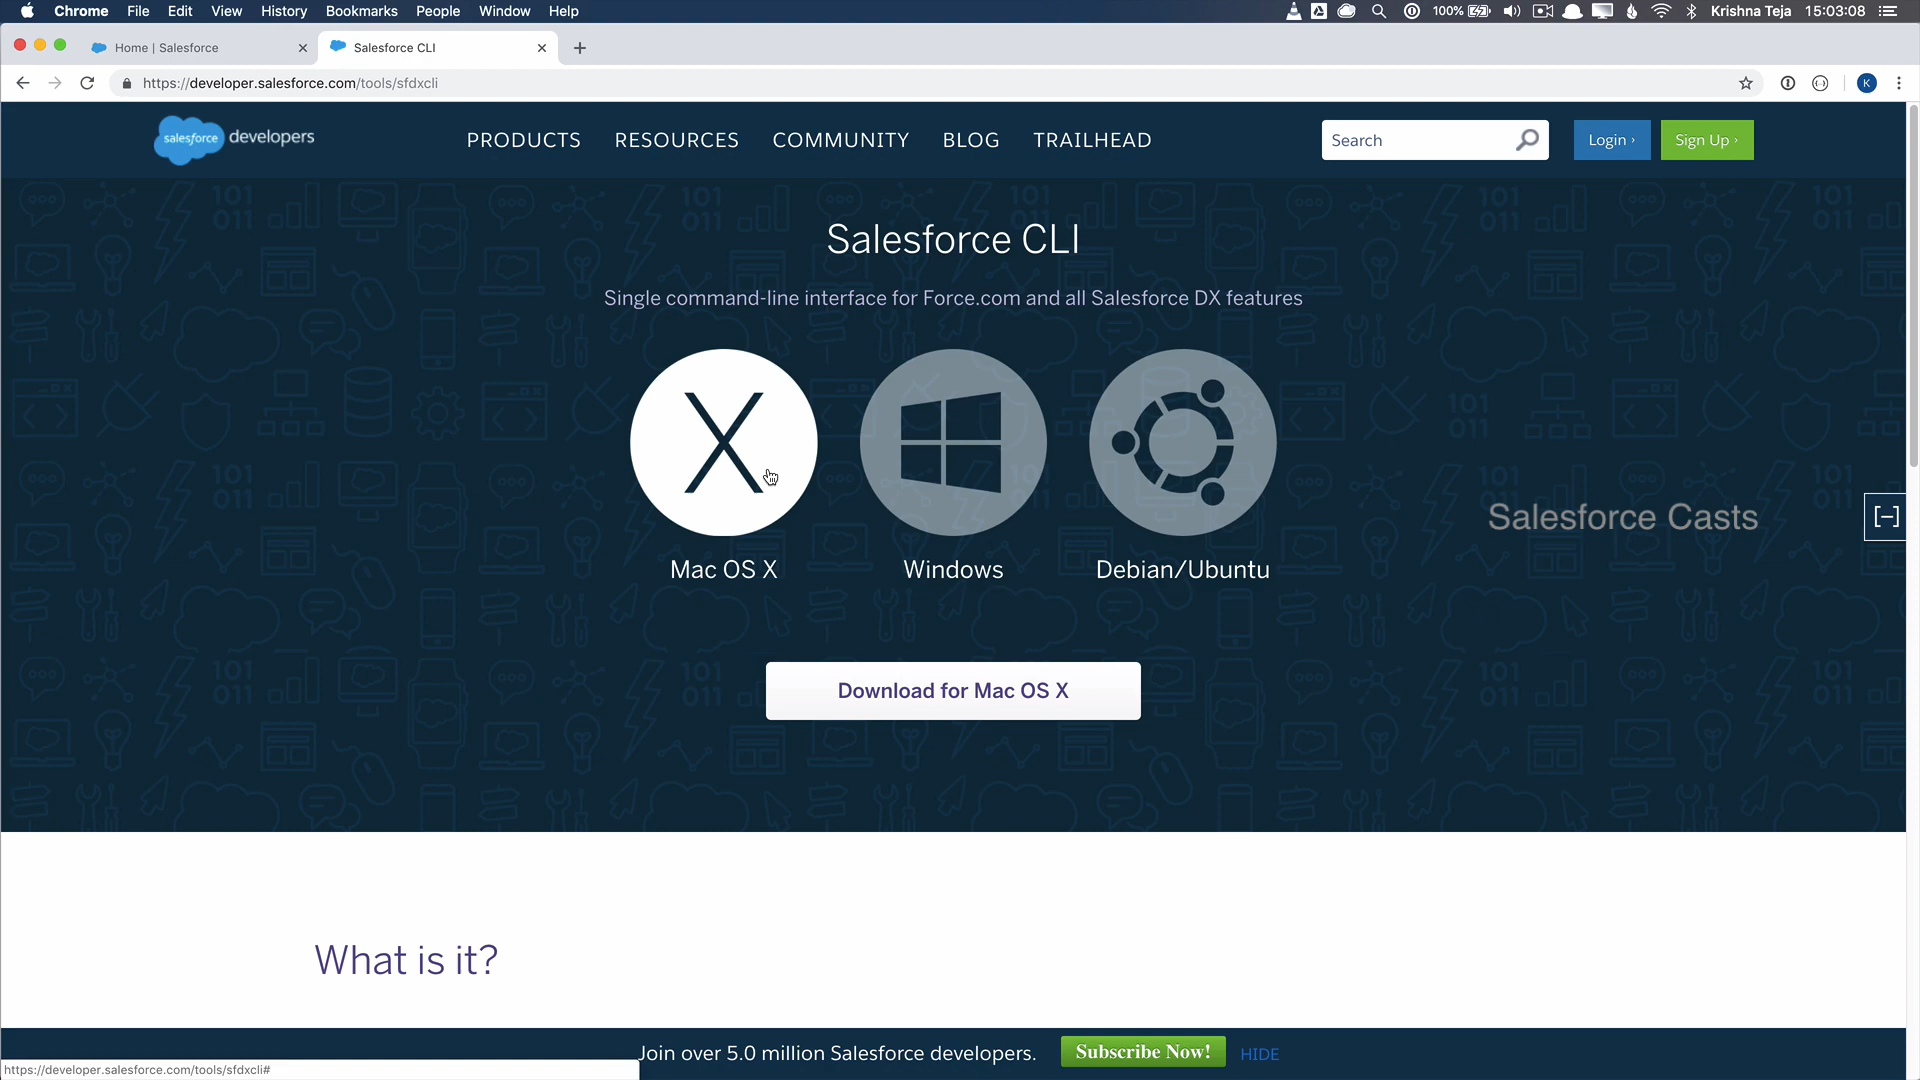 Chrome File Edit View History Bookmarks People Window Help 100% Krishna Teja 15:03:08
Home | Salesforce Salesforce CLI
https://developer.salesforce.com/tools/sfdxcli K
salesforce developers PRODUCTS RESOURCES COMMUNITY BLOG TRAILHEAD Search Login › Sign Up ›
Salesforce CLI
Single command-line interface for Force.com and all Salesforce DX features
X
Salesforce Casts [−]
Mac OS X Windows Debian/Ubuntu
Download for Mac OS X
What is it?
Join over 5.0 million Salesforce developers. Subscribe Now! HIDE
https://developer.salesforce.com/tools/sfdxcli#